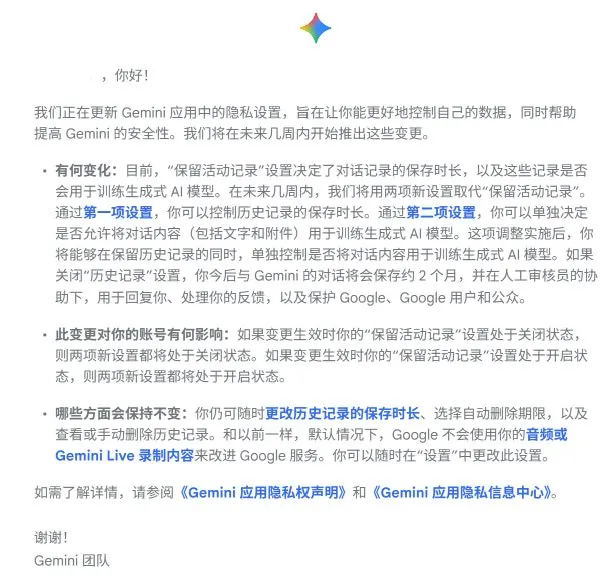 ，你好！
我们正在更新 Gemini 应用中的隐私设置，旨在让你能更好地控制自己的数据，同时帮助
提高 Gemini 的安全性。我们将在未来几周内开始推出这些变更。
• 有何变化：目前，“保留活动记录”设置决定了对话记录的保存时长，以及这些记录是否
会用于训练生成式 AI 模型。在未来几周内，我们将用两项新设置取代“保留活动记录”。
通过第一项设置，你可以控制历史记录的保存时长。通过第二项设置，你可以单独决定
是否允许将对话内容（包括文字和附件）用于训练生成式 AI 模型。这项调整实施后，你
将能够在保留历史记录的同时，单独控制是否将对话内容用于训练生成式 AI 模型。如果
关闭“历史记录”设置，你今后与 Gemini 的对话将会保存约 2 个月，并在人工审核员的协
助下，用于回复你、处理你的反馈，以及保护 Google、Google 用户和公众。
• 此变更对你的账号有何影响：如果变更生效时你的“保留活动记录”设置处于关闭状态，
则两项新设置都将处于关闭状态。如果变更生效时你的“保留活动记录”设置处于开启状
态，则两项新设置都将处于开启状态。
• 哪些方面会保持不变：你仍可随时更改历史记录的保存时长、选择自动删除期限，以及
查看或手动删除历史记录。和以前一样，默认情况下，Google 不会使用你的音频或
Gemini Live 录制内容来改进 Google 服务。你可以随时在“设置”中更改此设置。
如需了解详情，请参阅《Gemini 应用隐私权声明》和《Gemini 应用隐私信息中心》。
谢谢！
Gemini 团队